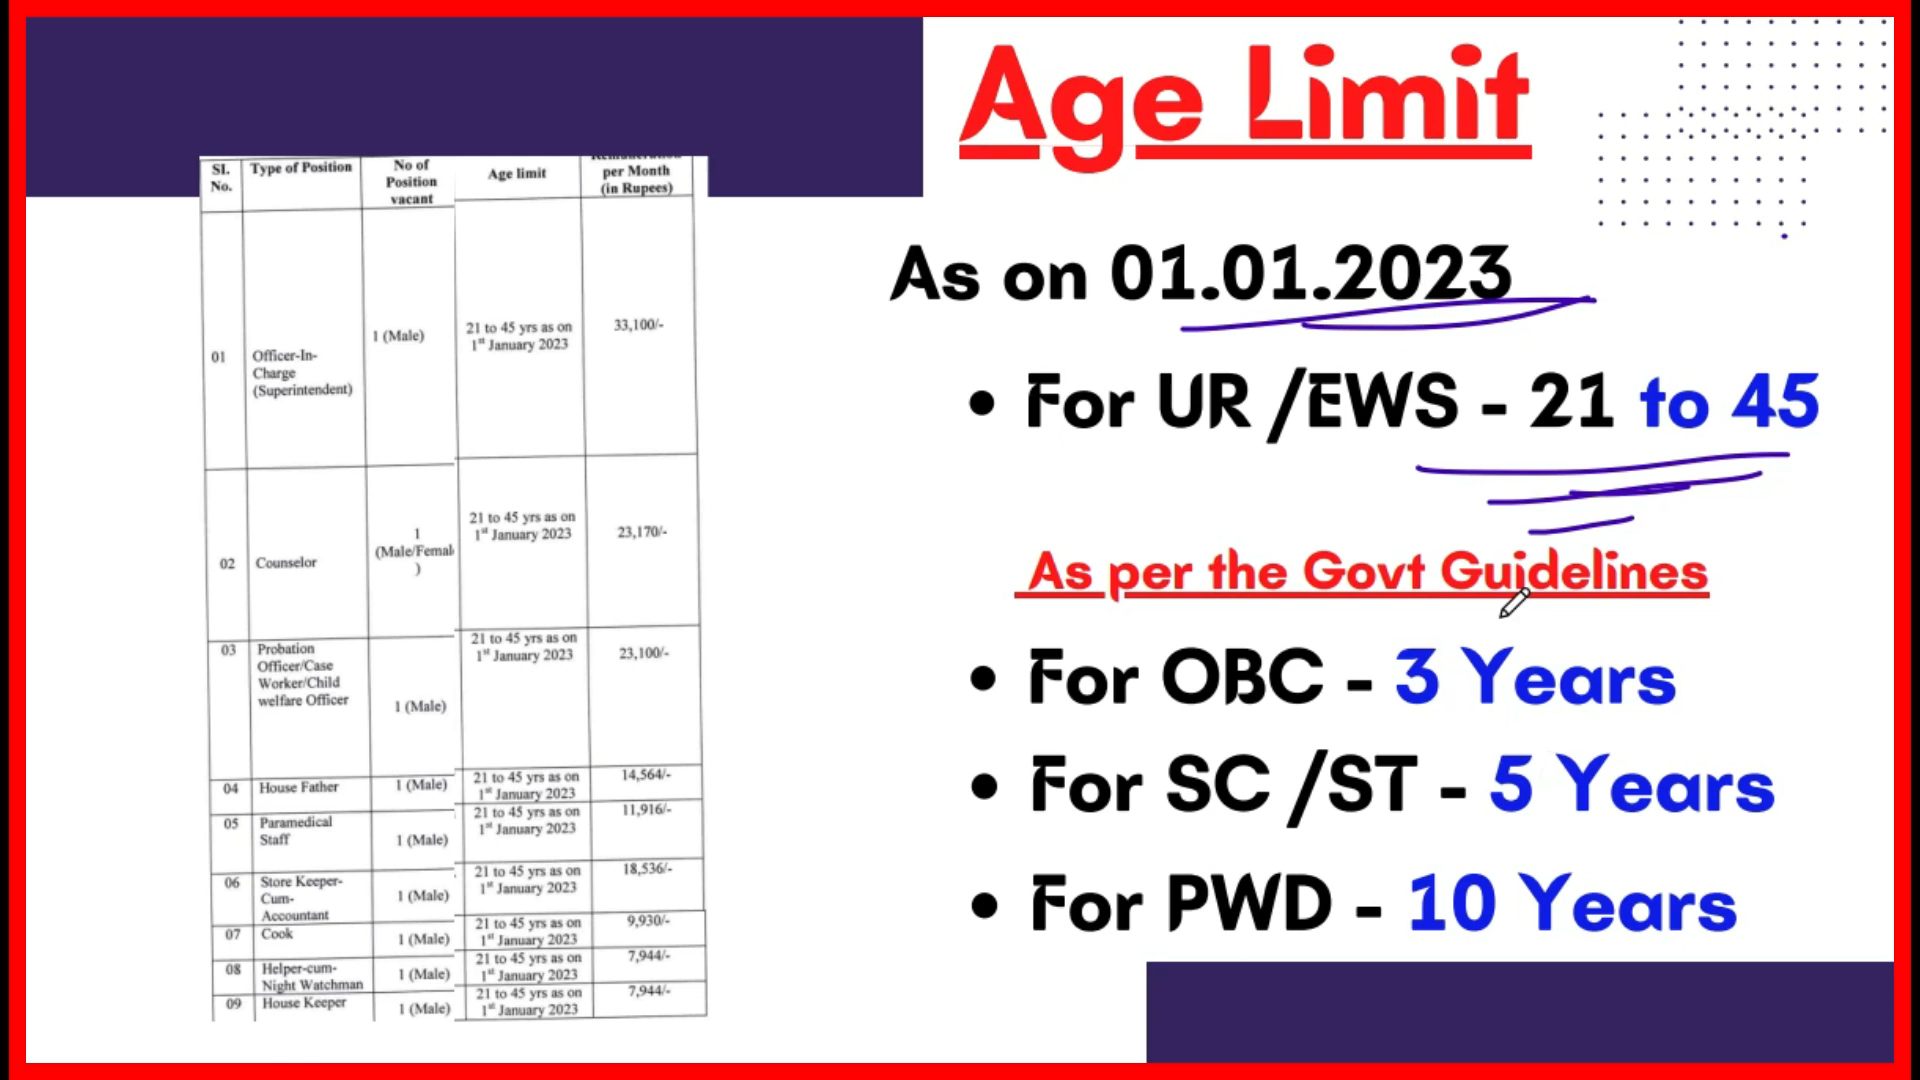 Age Limit
As on 01.01.2023
• For UR /EWS - 21 to 45
As per the Govt Guidelines
• For OBC - 3 Years
• For SC /ST - 5 Years
• For PWD - 10 Years
SI. No. Type of Position No of Position vacant Age limit Remuneration per Month (in Rupees)
01 Officer-In-Charge (Superintendent) 1 (Male) 21 to 45 yrs as on 1st January 2023 33,100/-
02 Counselor 1 (Male/Femal ) 21 to 45 yrs as on 1st January 2023 23,170/-
03 Probation Officer/Case Worker/Child welfare Officer 1 (Male) 21 to 45 yrs as on 1st January 2023 23,100/-
04 House Father 1 (Male) 21 to 45 yrs as on 1st January 2023 14,564/-
05 Paramedical Staff 1 (Male) 21 to 45 yrs as on 1st January 2023 11,916/-
06 Store Keeper-Cum-Accountant 1 (Male) 21 to 45 yrs as on 1st January 2023 18,536/-
07 Cook 1 (Male) 21 to 45 yrs as on 1st January 2023 9,930/-
08 Helper-cum-Night Watchman 1 (Male) 21 to 45 yrs as on 1st January 2023 7,944/-
09 House Keeper 1 (Male) 21 to 45 yrs as on 1st January 2023 7,944/-